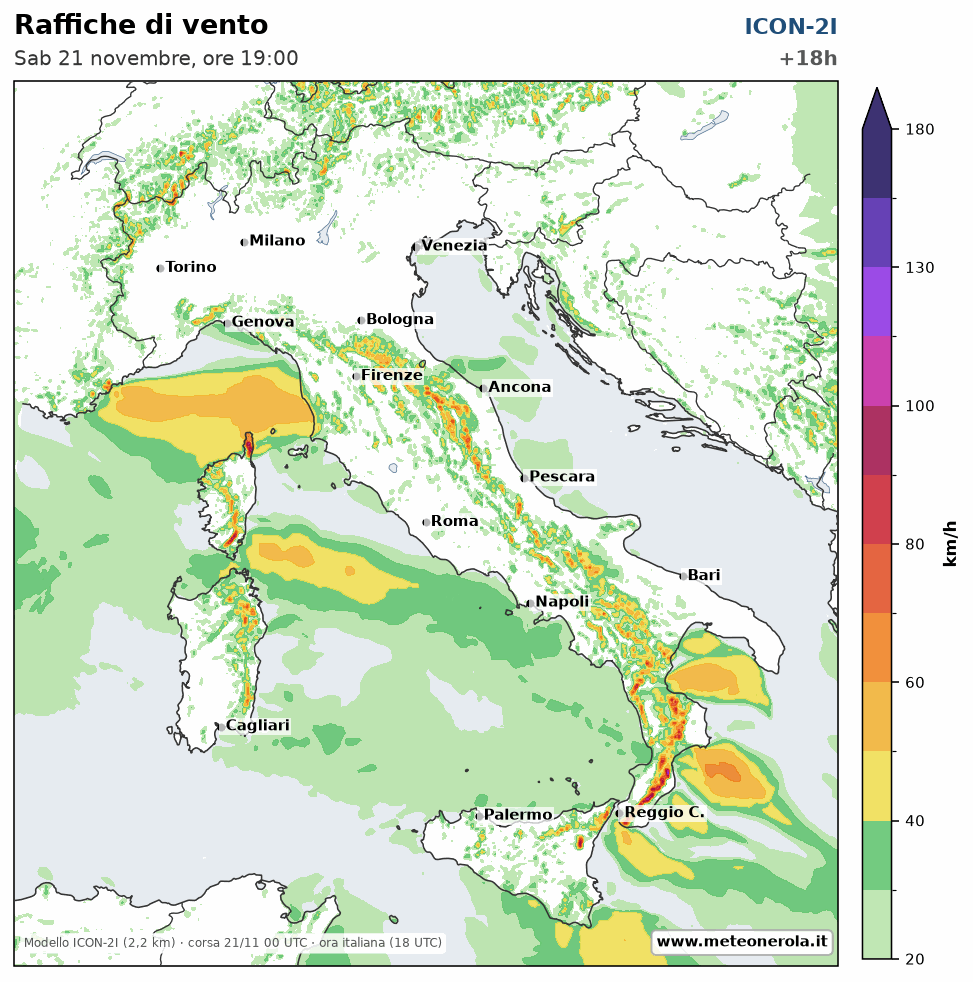 Raffiche di vento
ICON-2I
Sab 21 novembre, ore 19:00
+18h
180
130
100
80
60
40
20
km/h
Milano
Venezia
Torino
Genova
Bologna
Firenze
Ancona
Pescara
Roma
Bari
Napoli
Cagliari
Palermo
Reggio C.
Modello ICON-2I (2,2 km) · corsa 21/11 00 UTC · ora italiana (18 UTC)
www.meteonerola.it